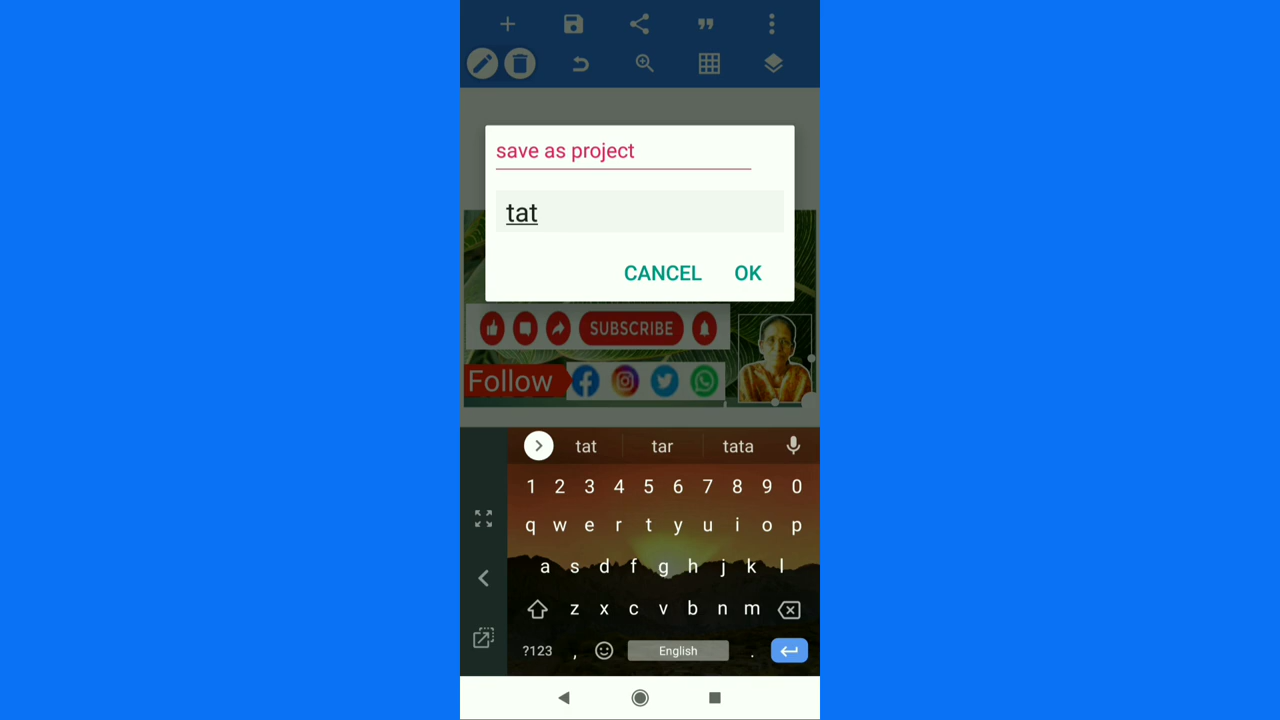 save as project
tat
CANCEL OK
SUBSCRIBE
Follow
tat tar tata
1 2 3 4 5 6 7 8 9 0
q w e r t y u i o p
a s d f g h j k l
z x c v b n m
?123 , English .